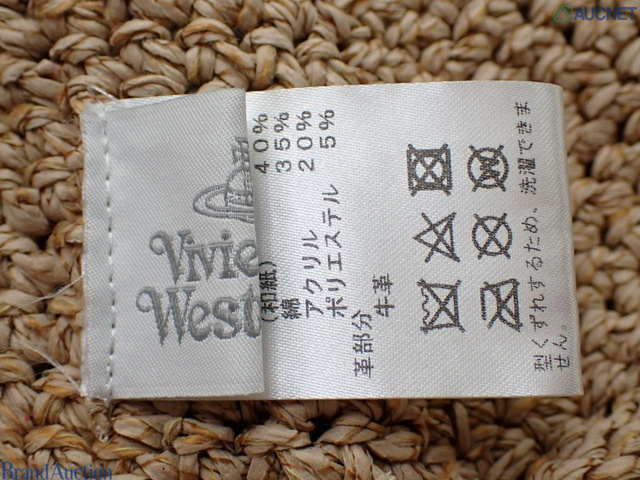 AUCNET
Vivie
West
(和紙) 40%
綿 35%
アクリル 20%
ポリエステル 5%
革部分
牛革
型くずれするため、洗濯できま
せん。
BrandAuction